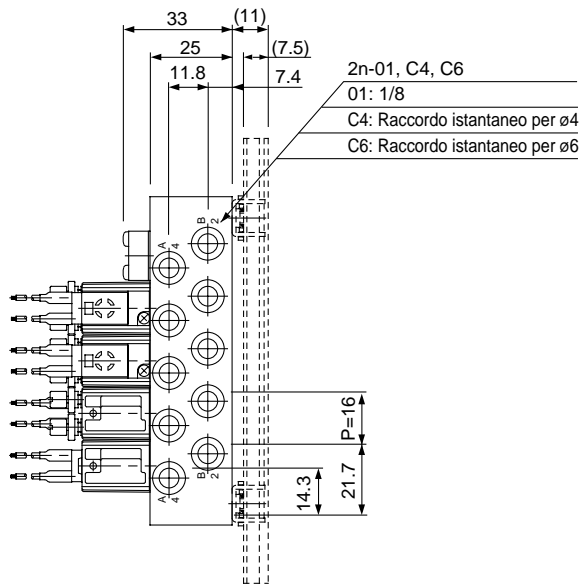 33
(11)
25
(7.5)
11.8
7.4
2n-01, C4, C6
01: 1/8
C4: Raccordo istantaneo per ø4
C6: Raccordo istantaneo per ø6
B
2
A
4
P=16
14.3
21.7
B
2
A
4